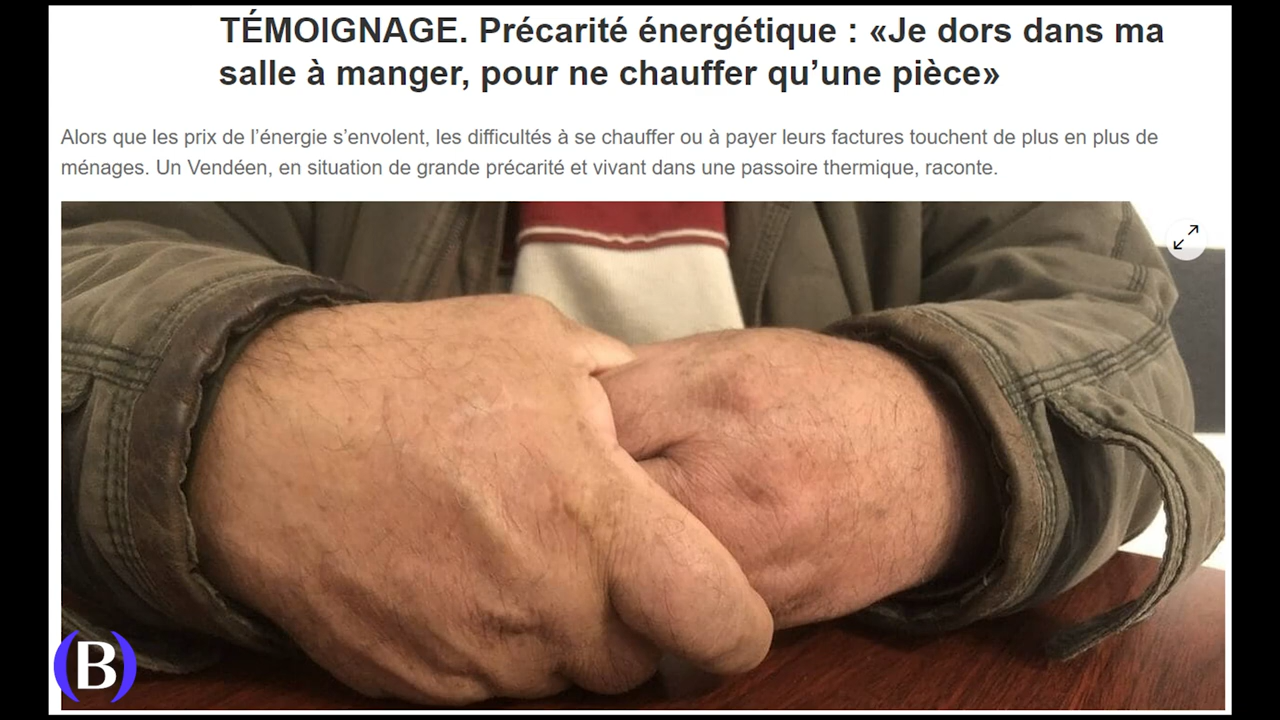 TÉMOIGNAGE. Précarité énergétique : «Je dors dans ma
salle à manger, pour ne chauffer qu’une pièce»
Alors que les prix de l’énergie s’envolent, les difficultés à se chauffer ou à payer leurs factures touchent de plus en plus de
ménages. Un Vendéen, en situation de grande précarité et vivant dans une passoire thermique, raconte.
(B)